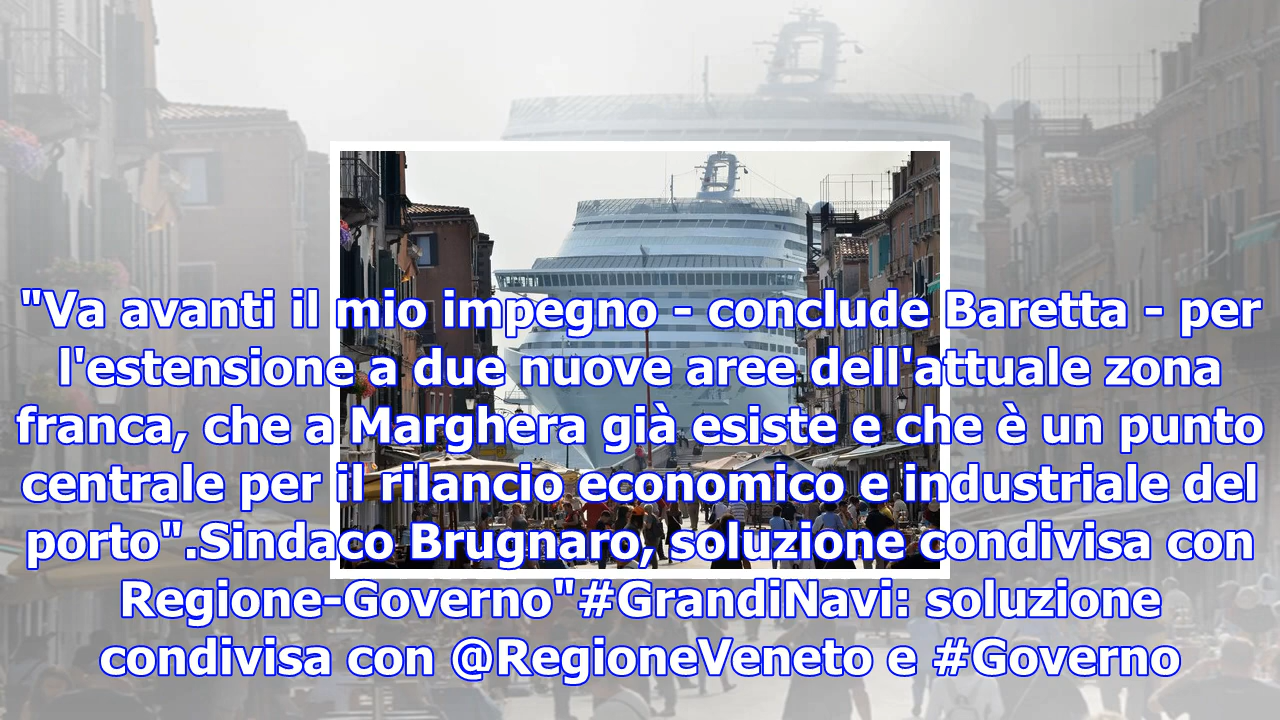 "Va avanti il mio impegno - conclude Baretta - per
l'estensione a due nuove aree dell'attuale zona
franca, che a Marghera già esiste e che è un punto
centrale per il rilancio economico e industriale del
porto".Sindaco Brugnaro, soluzione condivisa con
Regione-Governo"#GrandiNavi: soluzione
condivisa con @RegioneVeneto e #Governo